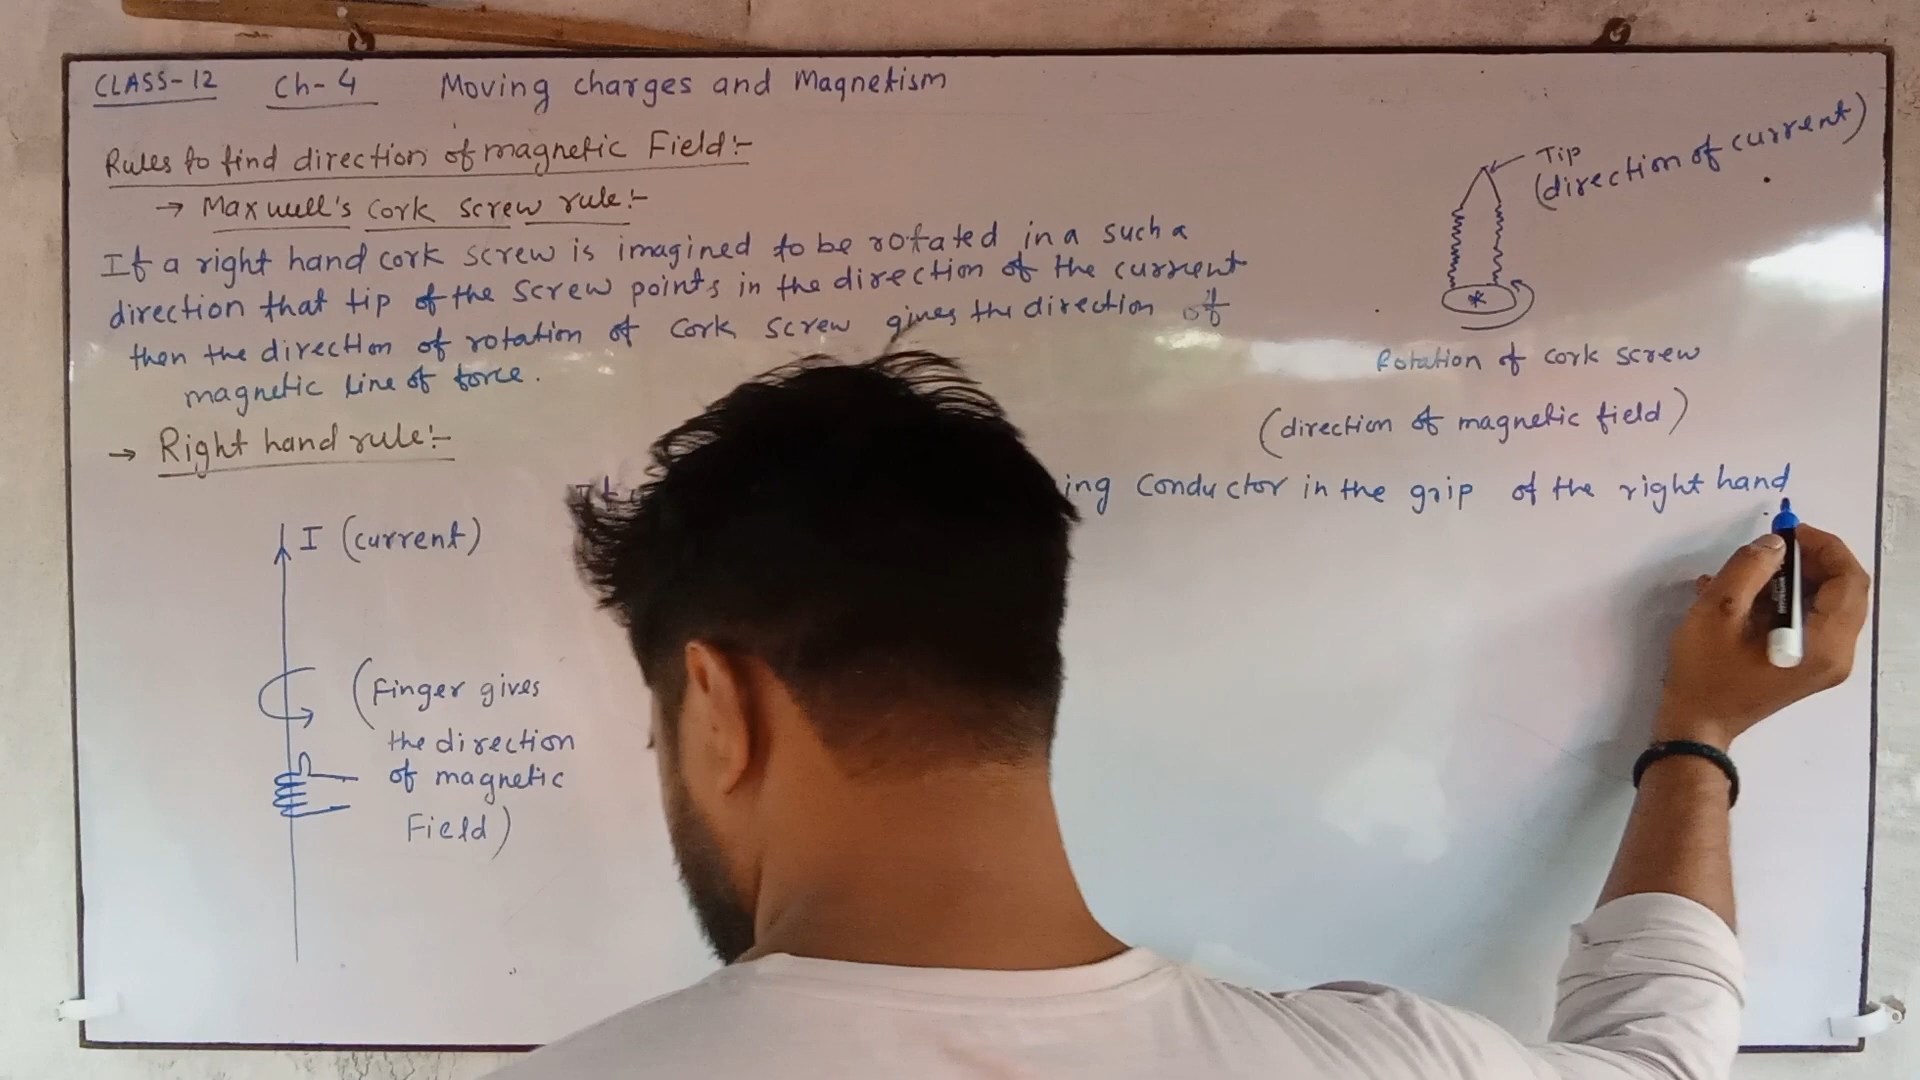 CLASS-12 Ch-4 Moving charges and Magnetism
Rules to find direction of magnetic Field:-
→ Maxwell's cork screw rule:-
If a right hand cork screw is imagined to be rotated in a such a
direction that tip of the screw points in the direction of the current
then the direction of rotation of cork screw gives the direction of
magnetic line of force.
Tip
(direction of current)
Rotation of cork screw
(direction of magnetic field)
→ Right hand rule:-
ing Conductor in the grip of the right hand
I (current)
(Finger gives
the direction
of magnetic
Field)